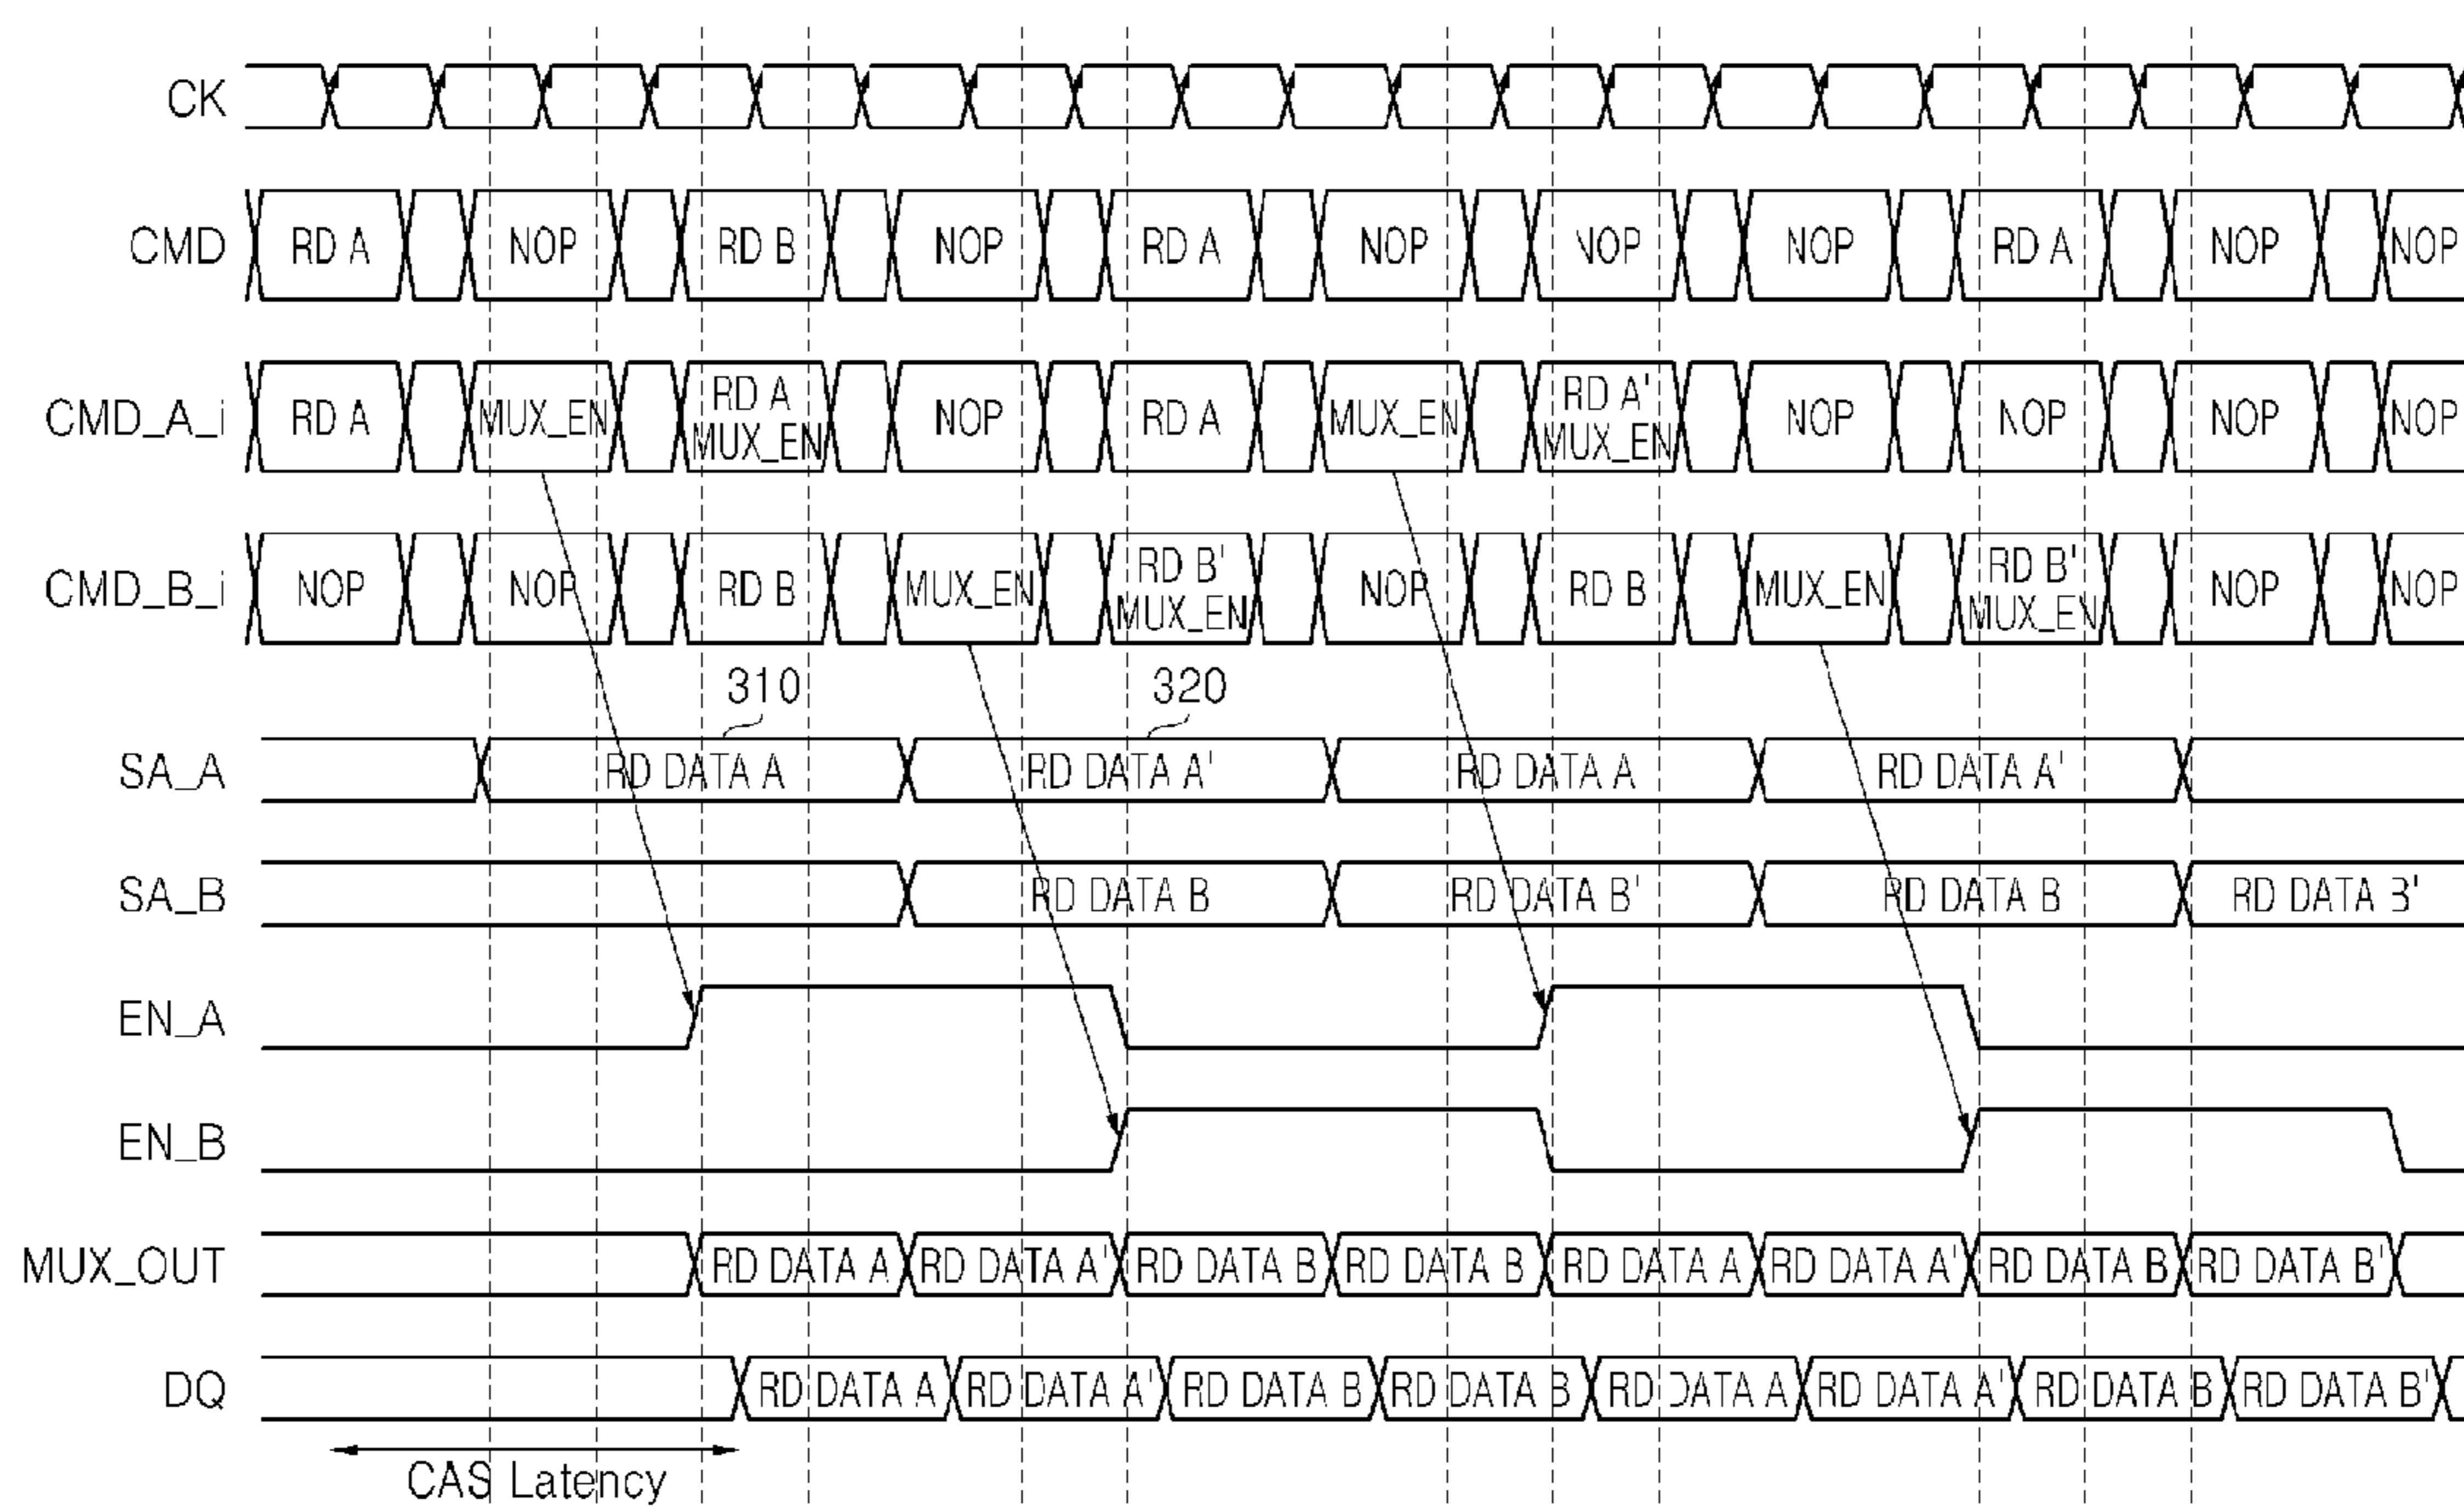 CK
CMD RD A NOP RD B NOP RD A NOP NOP NOP RD A NOP NOP
CMD_A_i RD A MUX_EN RD A MUX_EN NOP RD A MUX_EN RD A' MUX_EN NOP NOP NOP NOP
CMD_B_i NOP NOP RD B MUX_EN RD B' MUX_EN NOP RD B MUX_EN RD B' MUX_EN NOP NOP
310 320
SA_A RD DATA A RD DATA A' RD DATA A RD DATA A'
SA_B RD DATA B RD DATA B' RD DATA B RD DATA B'
EN_A
EN_B
MUX_OUT RD DATA A RD DATA A' RD DATA B RD DATA B RD DATA A RD DATA A' RD DATA B RD DATA B'
DQ RD DATA A RD DATA A' RD DATA B RD DATA B RD DATA A RD DATA A' RD DATA B RD DATA B'
CAS Latency